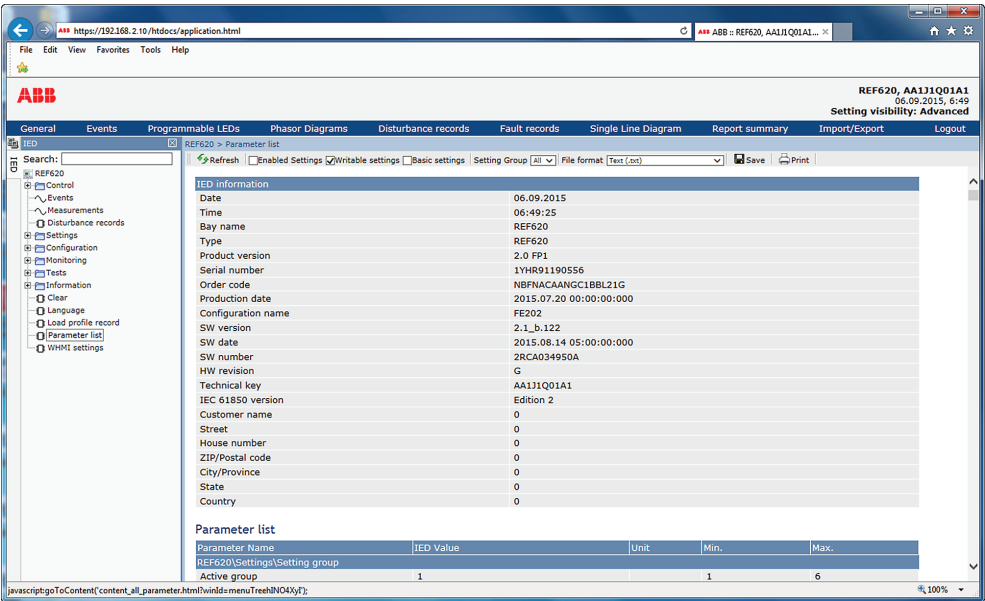 ABB https://192.168.2.10/htdocs/application.html
ABB ABB :: REF620, AA1J1Q01A1...
File Edit View Favorites Tools Help
ABB
REF620, AA1J1Q01A1
06.09.2015, 6:49
Setting visibility: Advanced
General Events Programmable LEDs Phasor Diagrams Disturbance records Fault records Single Line Diagram Report summary Import/Export Logout
IED
IED
Search:
REF620
Control
Events
Measurements
Disturbance records
Settings
Configuration
Monitoring
Tests
Information
Clear
Language
Load profile record
Parameter list
WHMI settings
REF620 > Parameter list
Refresh Enabled Settings Writable settings Basic settings Setting Group All File format Text (.txt) Save Print
IED information
Date 06.09.2015
Time 06:49:25
Bay name REF620
Type REF620
Product version 2.0 FP1
Serial number 1YHR91190556
Order code NBFNACAANGC1BBL21G
Production date 2015.07.20 00:00:00:000
Configuration name FE202
SW version 2.1_b.122
SW date 2015.08.14 05:00:00:000
SW number 2RCA034950A
HW revision G
Technical key AA1J1Q01A1
IEC 61850 version Edition 2
Customer name 0
Street 0
House number 0
ZIP/Postal code 0
City/Province 0
State 0
Country 0
Parameter list
Parameter Name IED Value Unit Min. Max.
REF620\Settings\Setting group
Active group 1 1 6
javascript:goToContent('content_all_parameter.html?winId=menuTreehINO4XyI');
100%